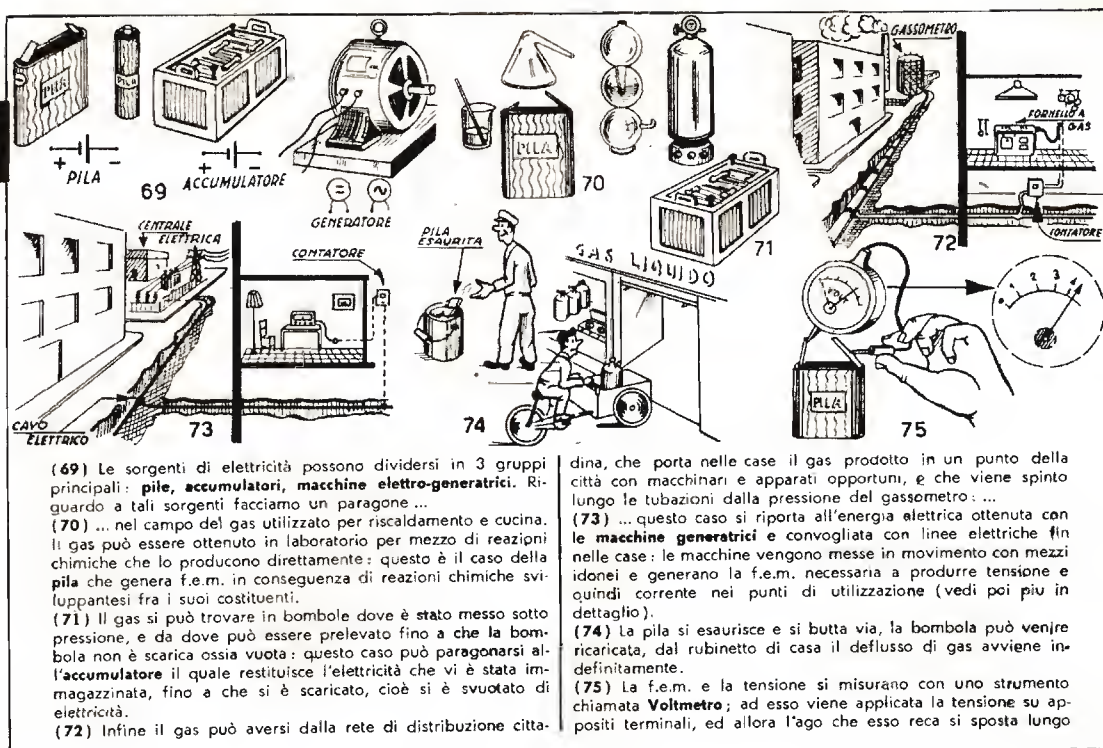 PILA
PILA
+ -
PILA
69
+ -
ACCUMULATORE
= ~
GENERATORE
PILA
70
71
GASSOMETRO
FORNELLO A
GAS
CONTATORE
72
CENTRALE
ELETTRICA
CONTATORE
CAVO
ELETTRICO
73
PILA
ESAURITA
GAS LIQUIDO
74
PILA
0 1 2 3 4
75
(69) Le sorgenti di elettricità possono dividersi in 3 gruppi
principali: pile, accumulatori, macchine elettro-generatrici. Ri-
guardo a tali sorgenti facciamo un paragone ...
(70) ... nel campo del gas utilizzato per riscaldamento e cucina.
Il gas può essere ottenuto in laboratorio per mezzo di reazioni
chimiche che lo producono direttamente: questo è il caso della
pila che genera f.e.m. in conseguenza di reazioni chimiche svi-
luppantesi fra i suoi costituenti.
(71) Il gas si può trovare in bombole dove è stato messo sotto
pressione, e da dove può essere prelevato fino a che la bom-
bola non è scarica ossia vuota: questo caso può paragonarsi al-
l'accumulatore il quale restituisce l'elettricità che vi è stata im-
magazzinata, fino a che si è scaricato, cioè si è svuotato di
elettricità.
(72) Infine il gas può aversi dalla rete di distribuzione citta-
dina, che porta nelle case il gas prodotto in un punto della
città con macchinari e apparati opportuni, e che viene spinto
lungo le tubazioni dalla pressione del gassometro: ...
(73) ... questo caso si riporta all'energia elettrica ottenuta con
le macchine generatrici e convogliata con linee elettriche fin
nelle case: le macchine vengono messe in movimento con mezzi
idonei e generano la f.e.m. necessaria a produrre tensione e
quindi corrente nei punti di utilizzazione (vedi poi piu in
dettaglio).
(74) La pila si esaurisce e si butta via, la bombola può venire
ricaricata, dal rubinetto di casa il deflusso di gas avviene in-
definitamente.
(75) La f.e.m. e la tensione si misurano con uno strumento
chiamata Voltmetro; ad esso viene applicata la tensione su ap-
positi terminali, ed allora l'ago che esso reca si sposta lungo